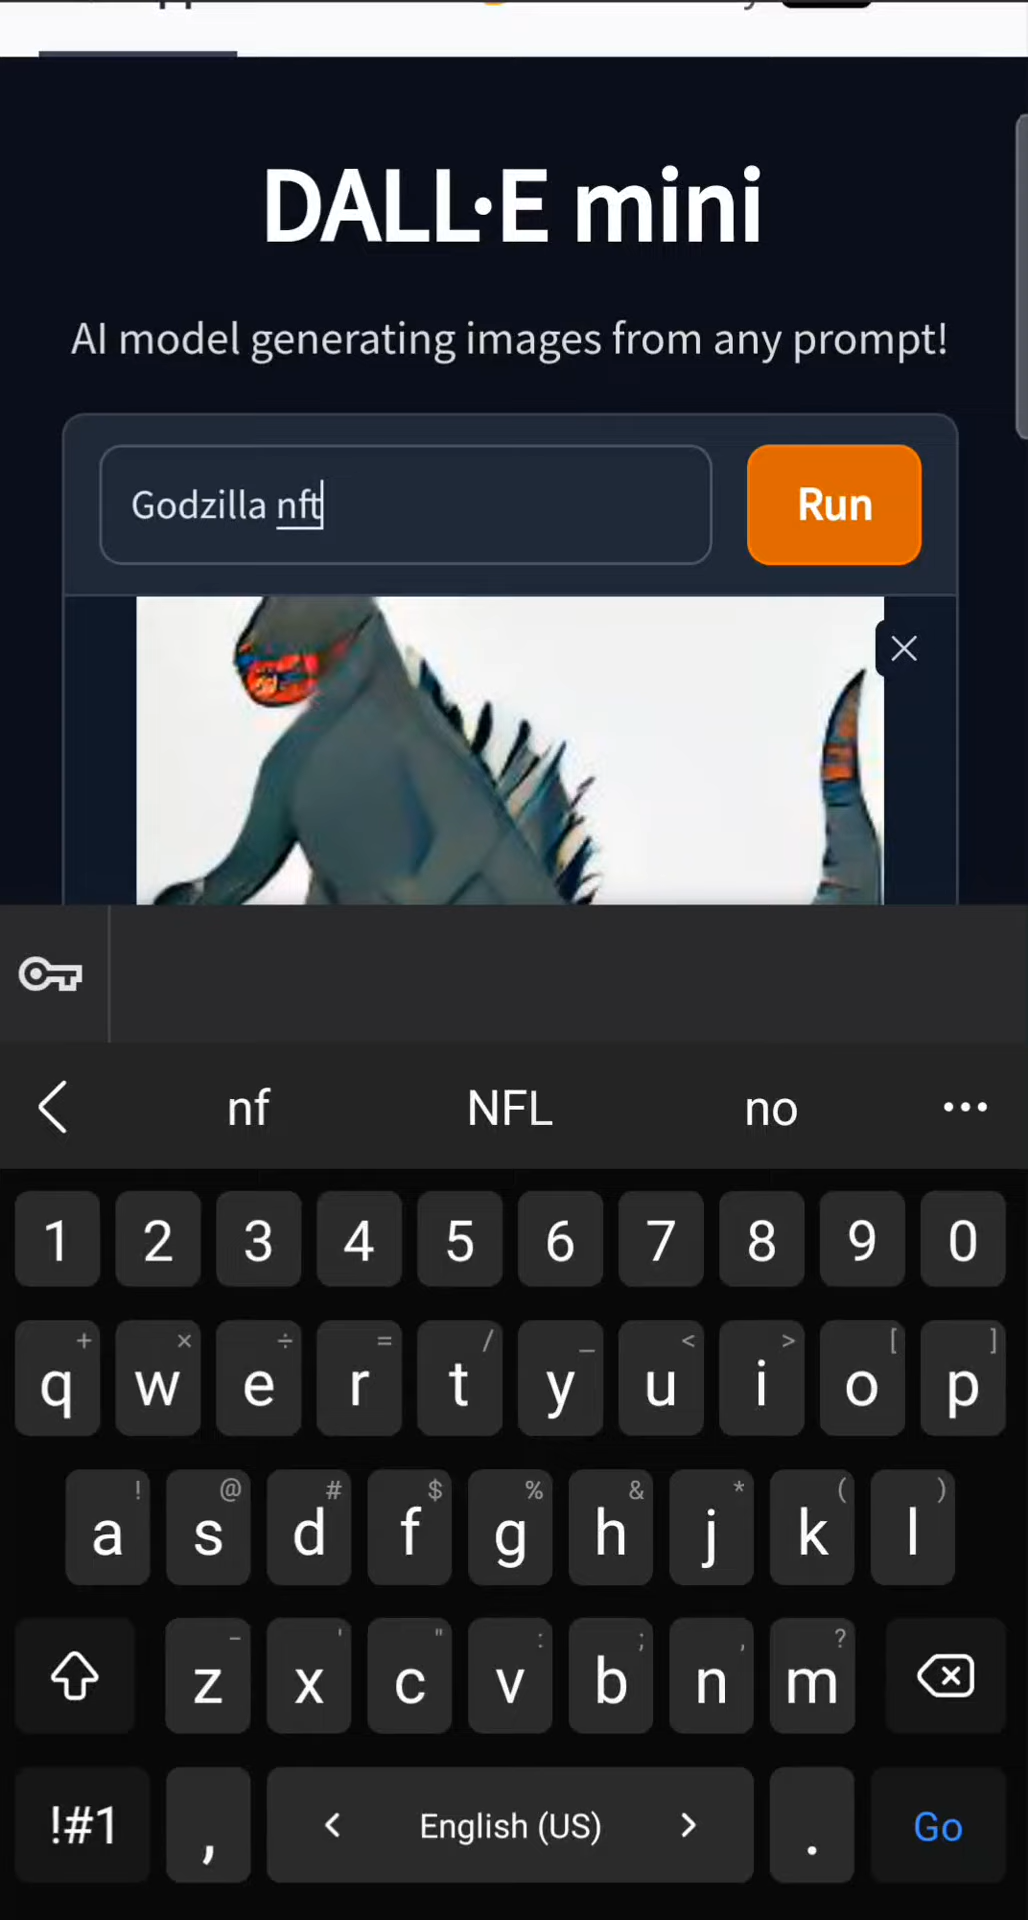 DALL·E mini
AI model generating images from any prompt!
Godzilla nft
Run
nf NFL no
1 2 3 4 5 6 7 8 9 0
+ × ÷ = / _ < > [ ]
q w e r t y u i o p
! @ # $ % & * ( )
a s d f g h j k l
- ' " : ; , ?
z x c v b n m
!#1 , < English (US) > . Go